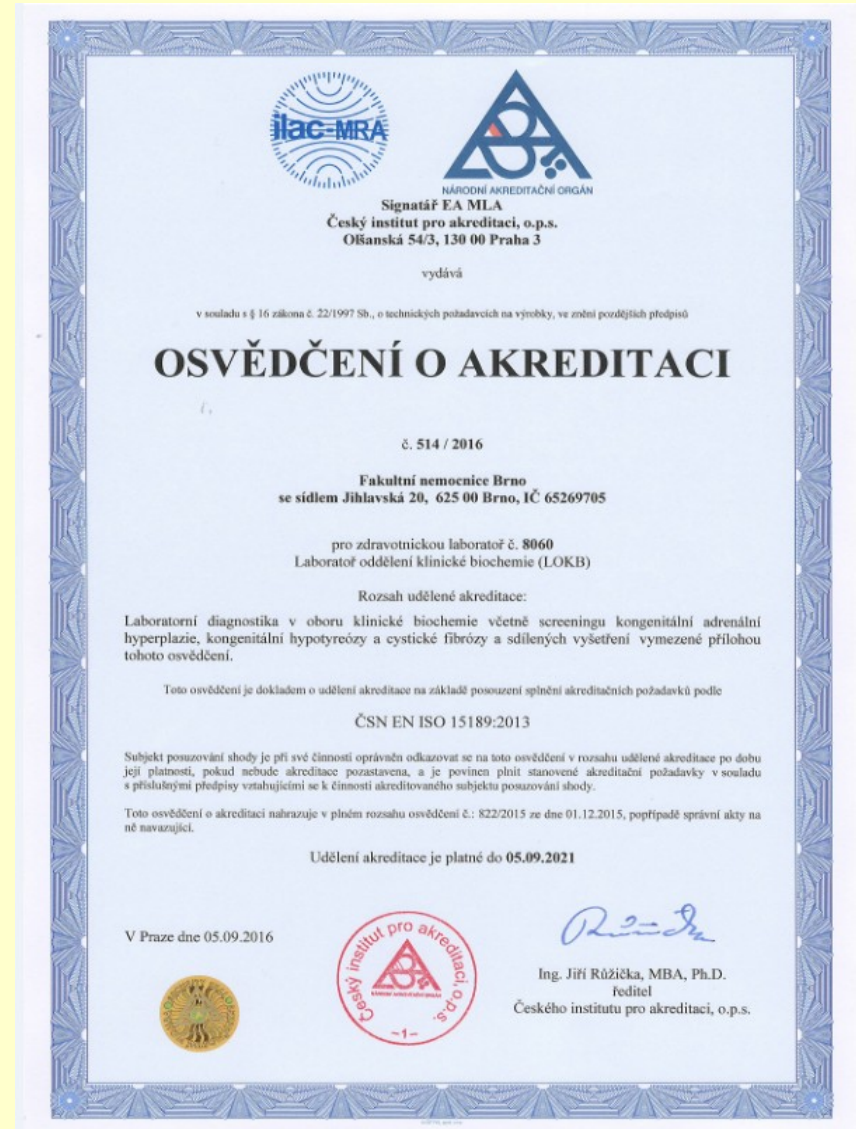 ilac-MRA
NÁRODNÍ AKREDITAČNÍ ORGÁN
Signatář EA MLA
Český institut pro akreditaci, o.p.s.
Olšanská 54/3, 130 00 Praha 3
vydává
v souladu s § 16 zákona č. 22/1997 Sb., o technických požadavcích na výrobky, ve znění pozdějších předpisů
OSVĚDČENÍ O AKREDITACI
č. 514 / 2016
Fakultní nemocnice Brno
se sídlem Jihlavská 20, 625 00 Brno, IČ 65269705
pro zdravotnickou laboratoř č. 8060
Laboratoř oddělení klinické biochemie (LOKB)
Rozsah udělené akreditace:
Laboratorní diagnostika v oboru klinické biochemie včetně screeningu kongenitální adrenální
hyperplazie, kongenitální hypotyreózy a cystické fibrózy a sdílených vyšetření vymezené přílohou
tohoto osvědčení.
Toto osvědčení je dokladem o udělení akreditace na základě posouzení splnění akreditačních požadavků podle
ČSN EN ISO 15189:2013
Subjekt posuzování shody je při své činnosti oprávněn odkazovat se na toto osvědčení v rozsahu udělené akreditace po dobu
její platnosti, pokud nebude akreditace pozastavena, a je povinen plnit stanovené akreditační požadavky v souladu
s příslušnými předpisy vztahujícími se k činnosti akreditovaného subjektu posuzování shody.
Toto osvědčení o akreditaci nahrazuje v plném rozsahu osvědčení č.: 822/2015 ze dne 01.12.2015, popřípadě správní akty na
ně navazující.
Udělení akreditace je platné do 05.09.2021
V Praze dne 05.09.2016
Český institut pro akreditaci, o.p.s.
NÁRODNÍ AKREDITAČNÍ ORGÁN
-1-
Ing. Jiří Růžička, MBA, Ph.D.
ředitel
Českého institutu pro akreditaci, o.p.s.